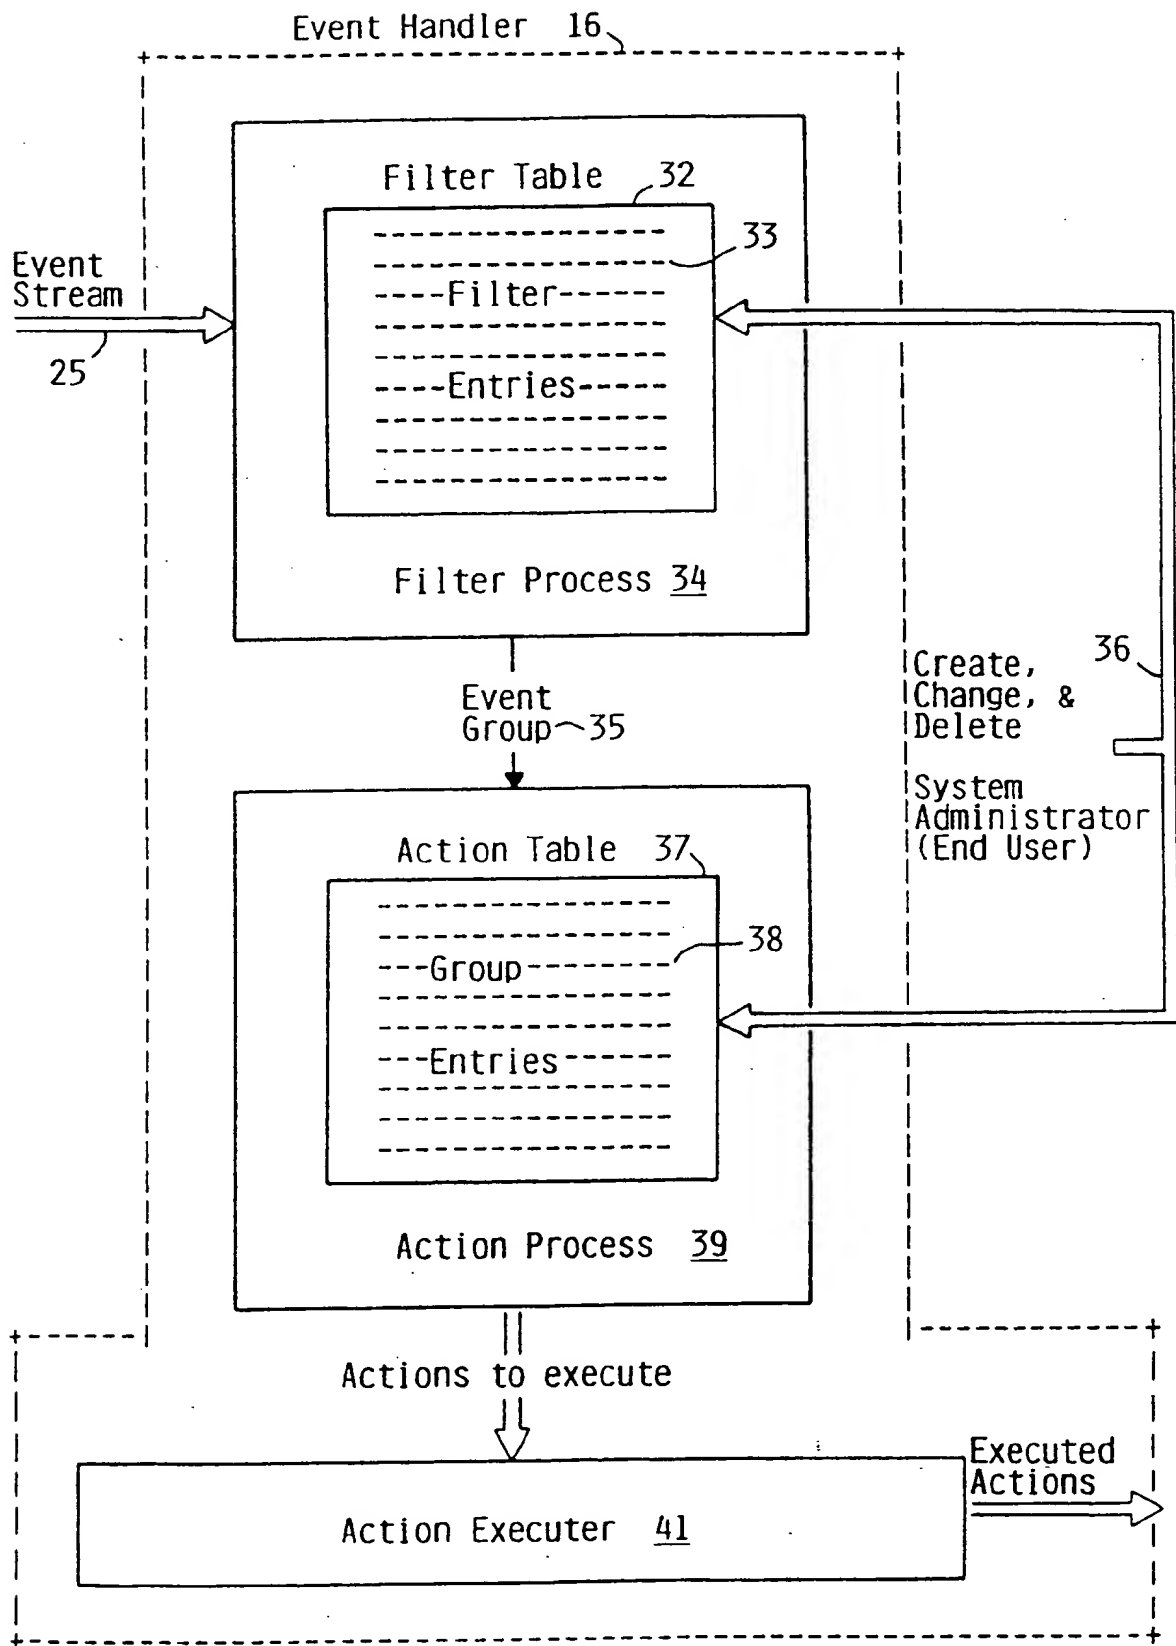 Event Handler 16
Filter Table 32
33
Filter
Entries
Event
Stream
25
Filter Process 34
Event
Group 35
36
Create,
Change, &
Delete
System
Administrator
(End User)
Action Table 37
38
Group
Entries
Action Process 39
Actions to execute
Executed
Actions
Action Executer 41